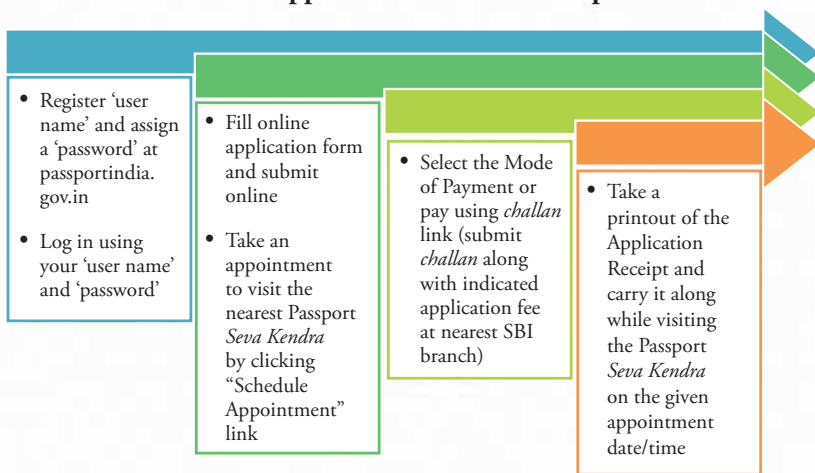 • Register ‘user
name’ and assign
a ‘password’ at
passportindia.
gov.in
• Log in using
your ‘user name’
and ‘password’
• Fill online
application form
and submit
online
• Take an
appointment
to visit the
nearest Passport
Seva Kendra
by clicking
“Schedule
Appointment”
link
• Select the Mode
of Payment or
pay using challan
link (submit
challan along
with indicated
application fee
at nearest SBI
branch)
• Take a
printout of the
Application
Receipt and
carry it along
while visiting
the Passport
Seva Kendra
on the given
appointment
date/time